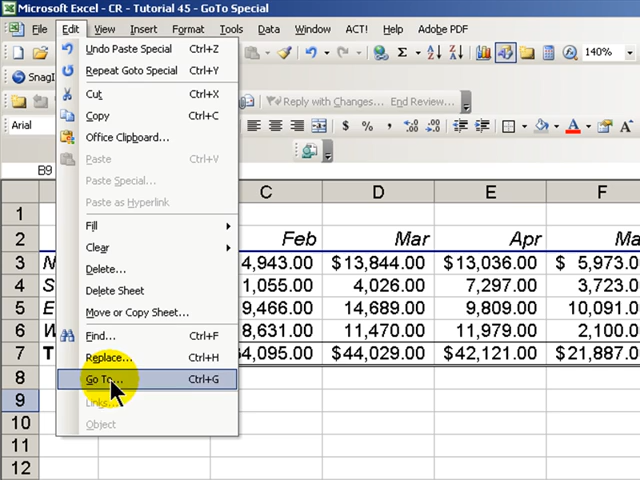 Microsoft Excel - CR - Tutorial 45 - GoTo Special
File Edit View Insert Format Tools Data Window ACT! Help Adobe PDF
Undo Paste Special Ctrl+Z
Σ 140%
Repeat Goto Special Ctrl+Y
SnagI
Cut Ctrl+X
Copy Ctrl+C
Reply with Changes... End Review...
Arial
Office Clipboard...
$ % ,
B9
Paste
Paste Special...
C D E F
Paste as Hyperlink
1
Fill
2 Feb Mar Apr Ma
Clear
3 N 4,943.00 $13,844.00 $13,036.00 $ 5,973.0
Delete...
4 S 1,055.00 4,026.00 7,297.00 3,723.0
Delete Sheet
5 E 9,466.00 14,689.00 9,809.00 10,091.0
Move or Copy Sheet...
6 W 8,631.00 11,470.00 11,979.00 2,100.0
Find... Ctrl+F
7 T 4,095.00 $44,029.00 $42,121.00 $21,887.0
Replace... Ctrl+H
8
Go To... Ctrl+G
9
Links...
10
Object
11
12